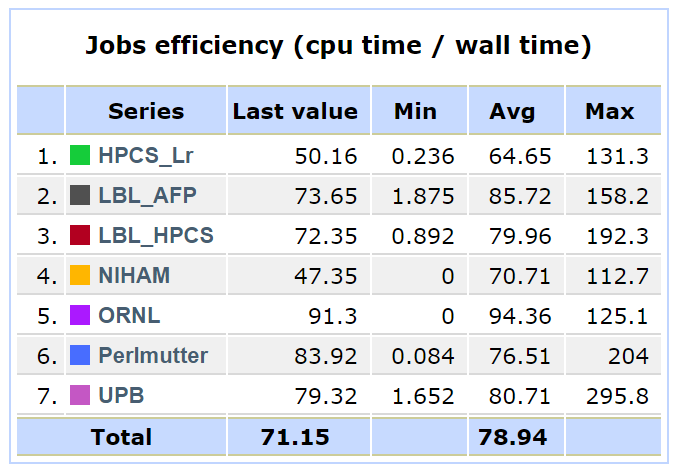 Jobs efficiency (cpu time / wall time)
Series Last value Min Avg Max
1. HPCS_Lr 50.16 0.236 64.65 131.3
2. LBL_AFP 73.65 1.875 85.72 158.2
3. LBL_HPCS 72.35 0.892 79.96 192.3
4. NIHAM 47.35 0 70.71 112.7
5. ORNL 91.3 0 94.36 125.1
6. Perlmutter 83.92 0.084 76.51 204
7. UPB 79.32 1.652 80.71 295.8
Total 71.15 78.94